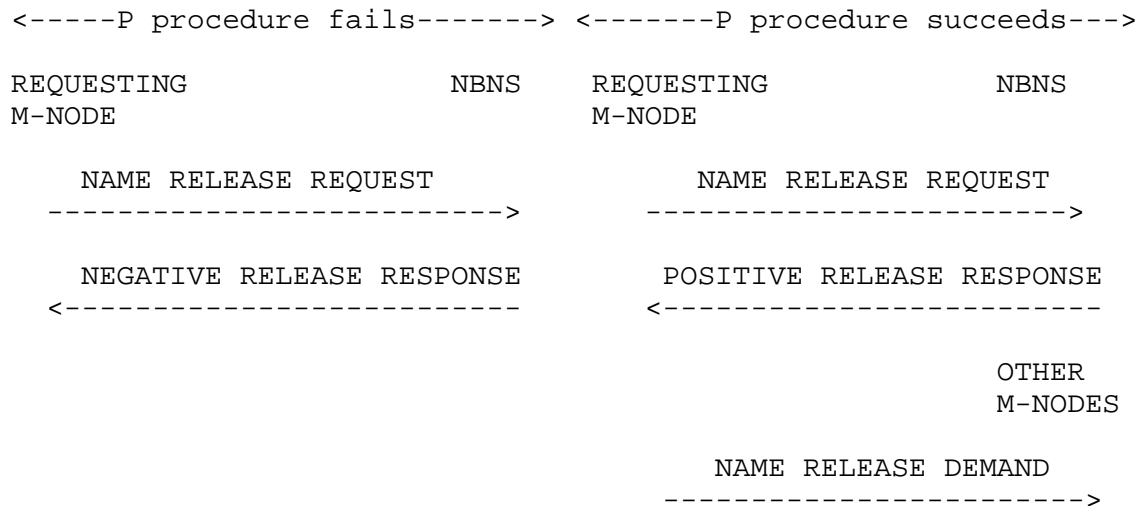 <-----P procedure fails-------> <-------P procedure succeeds--->
REQUESTING               NBNS    REQUESTING             NBNS
M-NODE                           M-NODE
    NAME RELEASE REQUEST               NAME RELEASE REQUEST
  -------------------------->       ------------------------>
    NEGATIVE RELEASE RESPONSE        POSITIVE RELEASE RESPONSE
  <--------------------------       <-------------------------
                                                        OTHER
                                                        M-NODES
                                        NAME RELEASE DEMAND
                                     ------------------------>